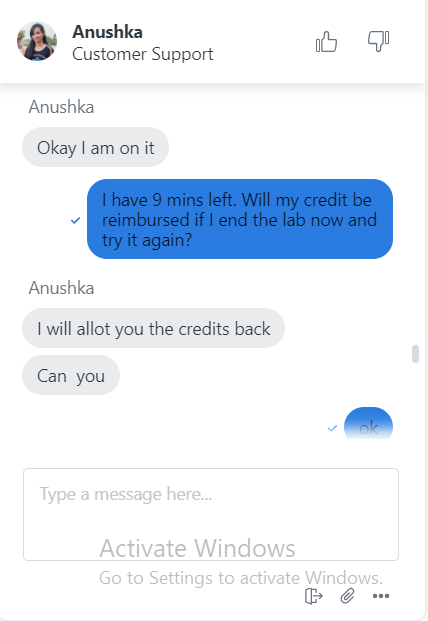 Anushka
Customer Support
Anushka
Okay I am on it
I have 9 mins left. Will my credit be
reimbursed if I end the lab now and
try it again?
Anushka
I will allot you the credits back
Can  you
ok
Type a message here...
Activate Windows
Go to Settings to activate Windows.